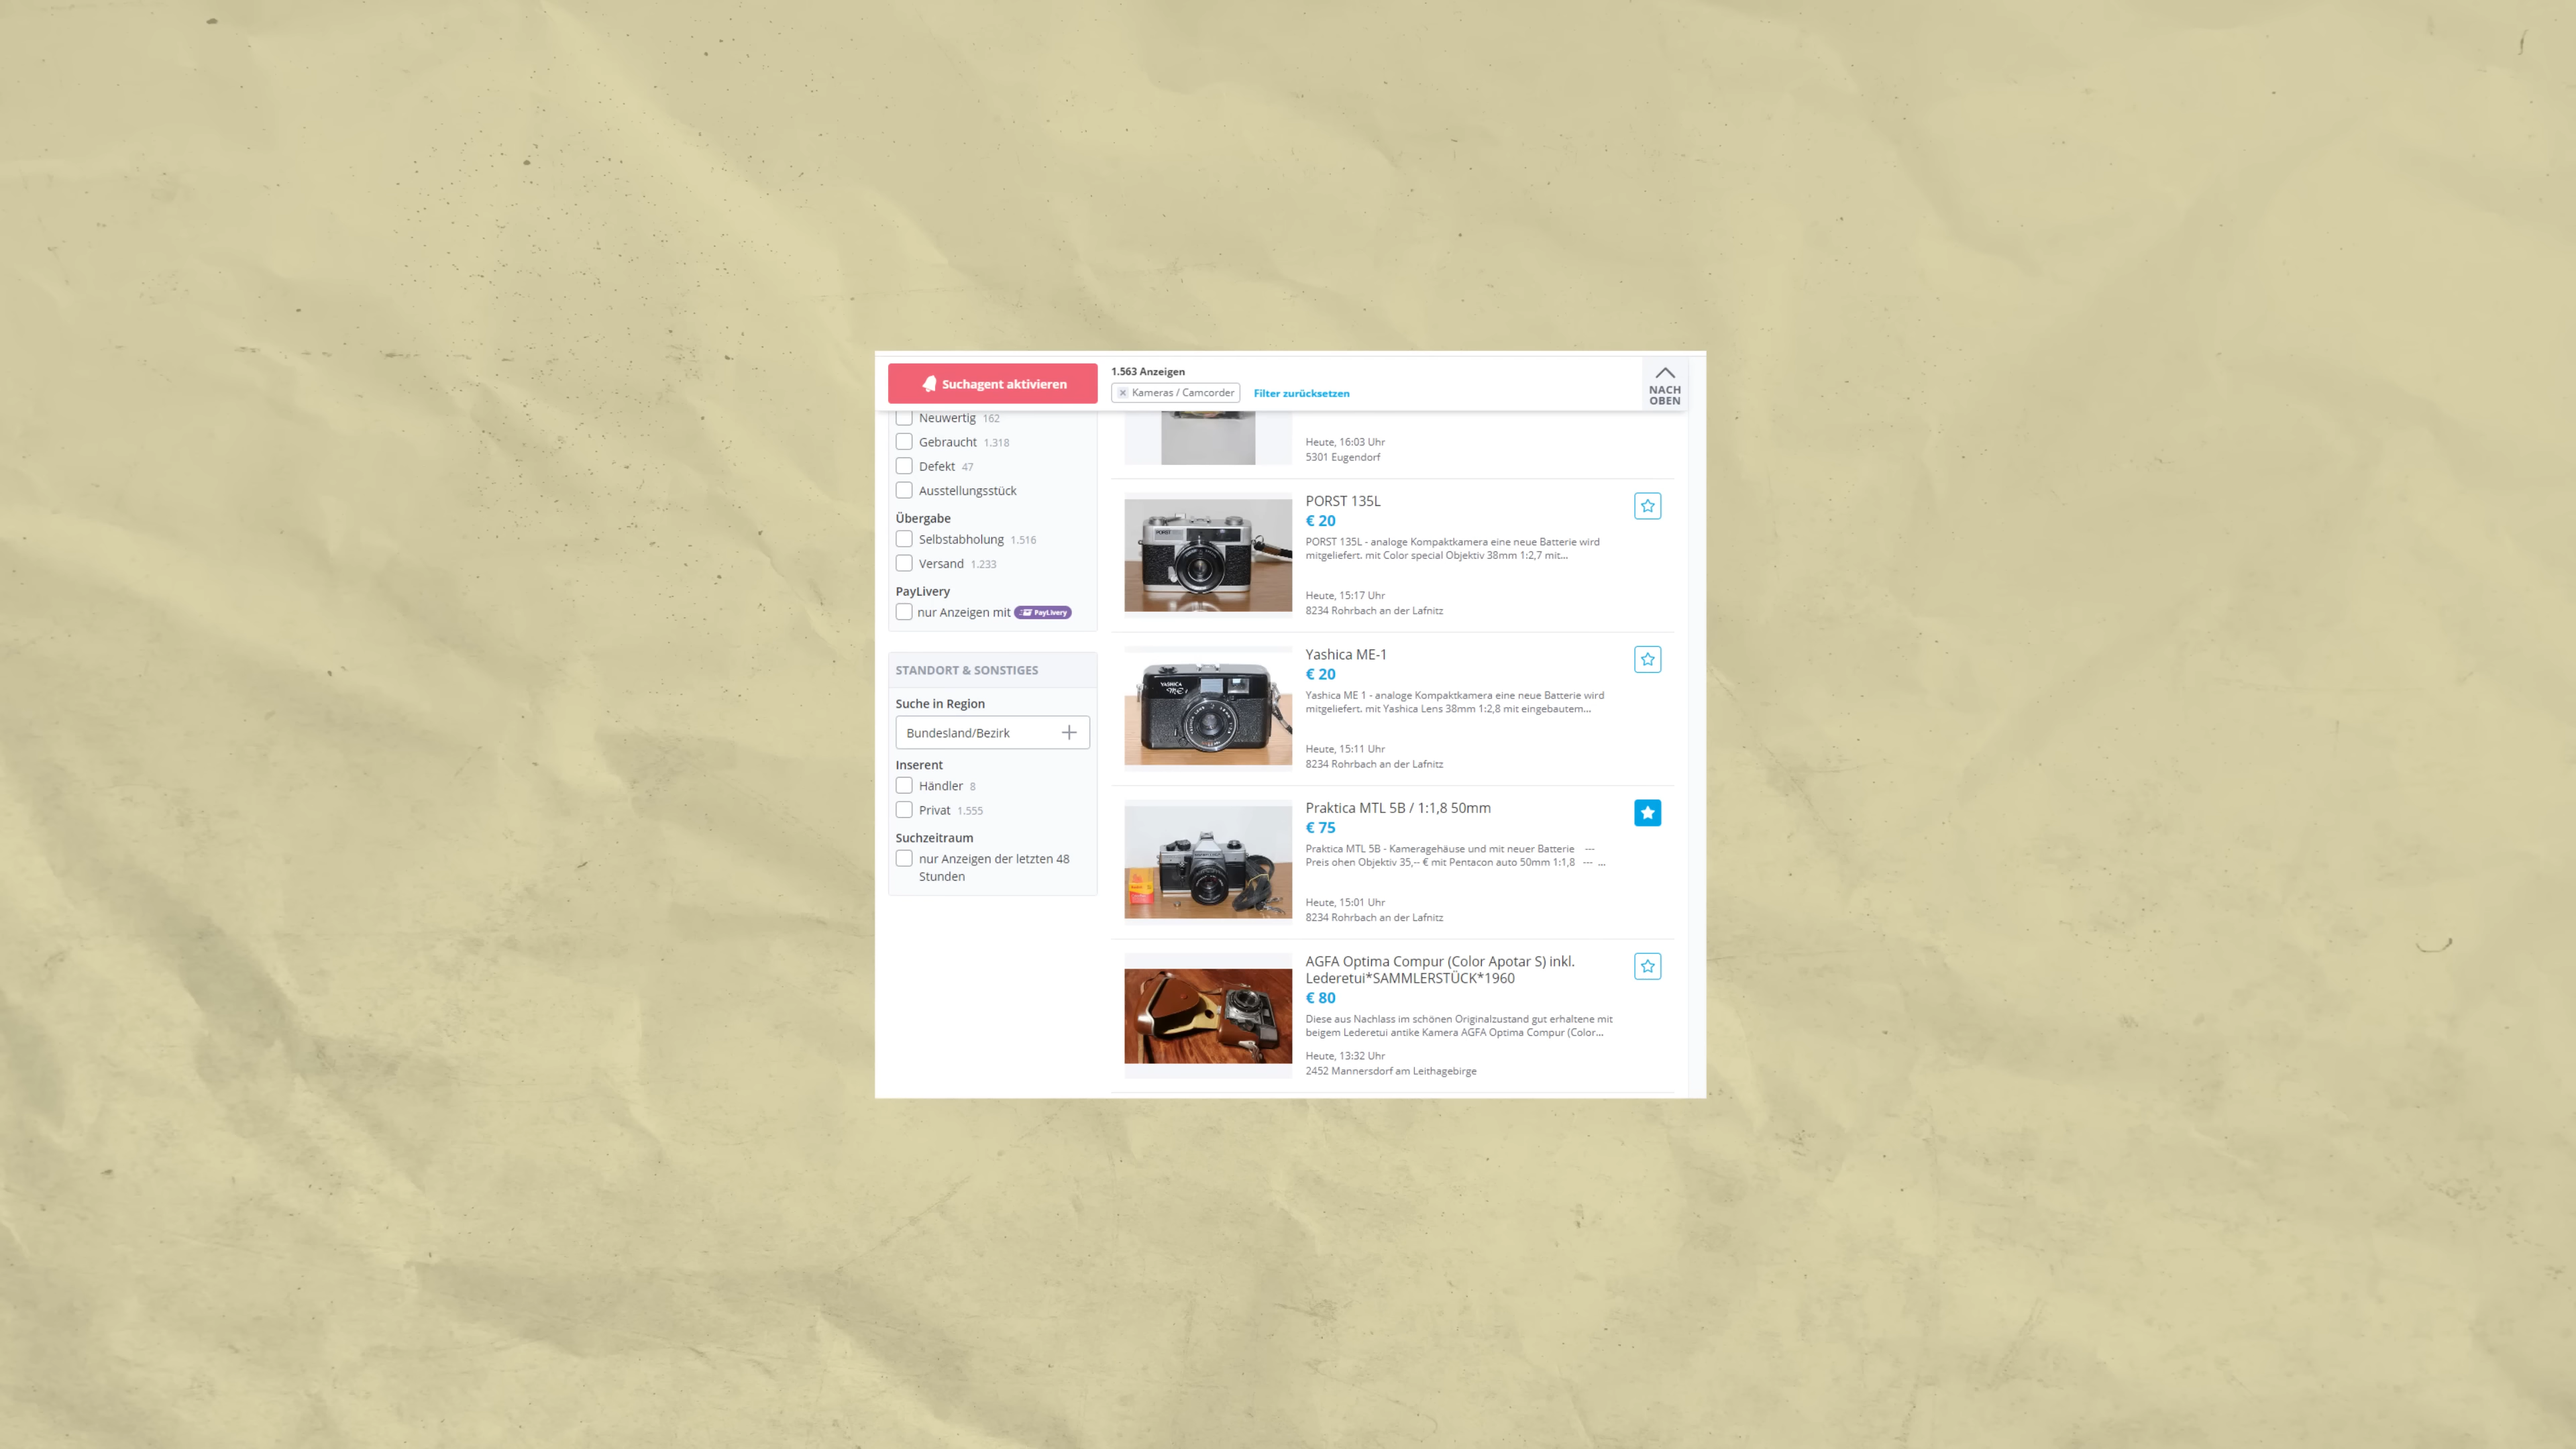 Suchagent aktivieren
1.563 Anzeigen
Kameras / Camcorder
Filter zurücksetzen
NACH
OBEN
Neuwertig 162
Gebraucht 1.318
Defekt 47
Ausstellungsstück
Übergabe
Selbstabholung 1.516
Versand 1.233
PayLivery
nur Anzeigen mit PayLivery
STANDORT & SONSTIGES
Suche in Region
Bundesland/Bezirk
Inserent
Händler 8
Privat 1.555
Suchzeitraum
nur Anzeigen der letzten 48
Stunden
Heute, 16:03 Uhr
5301 Eugendorf
PORST
PORST 135L
€ 20
PORST 135L - analoge Kompaktkamera eine neue Batterie wird
mitgeliefert. mit Color special Objektiv 38mm 1:2,7 mit...
Heute, 15:17 Uhr
8234 Rohrbach an der Lafnitz
YASHICA
ME1
Yashica ME-1
€ 20
Yashica ME 1 - analoge Kompaktkamera eine neue Batterie wird
mitgeliefert. mit Yashica Lens 38mm 1:2,8 mit eingebautem...
Heute, 15:11 Uhr
8234 Rohrbach an der Lafnitz
Praktica MTL 5B / 1:1,8 50mm
€ 75
Praktica MTL 5B - Kameragehäuse und mit neuer Batterie ---
Preis ohen Objektiv 35,-- € mit Pentacon auto 50mm 1:1,8 --- ...
Heute, 15:01 Uhr
8234 Rohrbach an der Lafnitz
AGFA Optima Compur (Color Apotar S) inkl.
Lederetui*SAMMLERSTÜCK*1960
€ 80
Diese aus Nachlass im schönen Originalzustand gut erhaltene mit
beigem Lederetui antike Kamera AGFA Optima Compur (Color...
Heute, 13:32 Uhr
2452 Mannersdorf am Leithagebirge